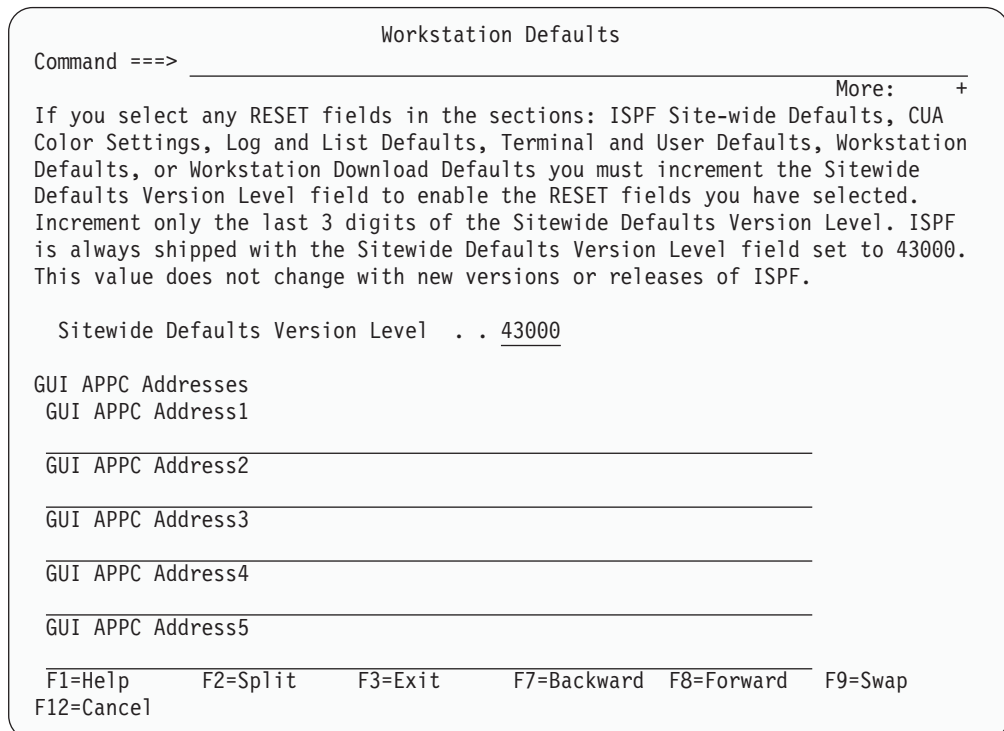 Workstation Defaults
Command ===>
More: +
If you select any RESET fields in the sections: ISPF Site-wide Defaults, CUA
Color Settings, Log and List Defaults, Terminal and User Defaults, Workstation
Defaults, or Workstation Download Defaults you must increment the Sitewide
Defaults Version Level field to enable the RESET fields you have selected.
Increment only the last 3 digits of the Sitewide Defaults Version Level. ISPF
is always shipped with the Sitewide Defaults Version Level field set to 43000.
This value does not change with new versions or releases of ISPF.
Sitewide Defaults Version Level . . 43000
GUI APPC Addresses
GUI APPC Address1
GUI APPC Address2
GUI APPC Address3
GUI APPC Address4
GUI APPC Address5
F1=Help F2=Split F3=Exit F7=Backward F8=Forward F9=Swap
F12=Cancel